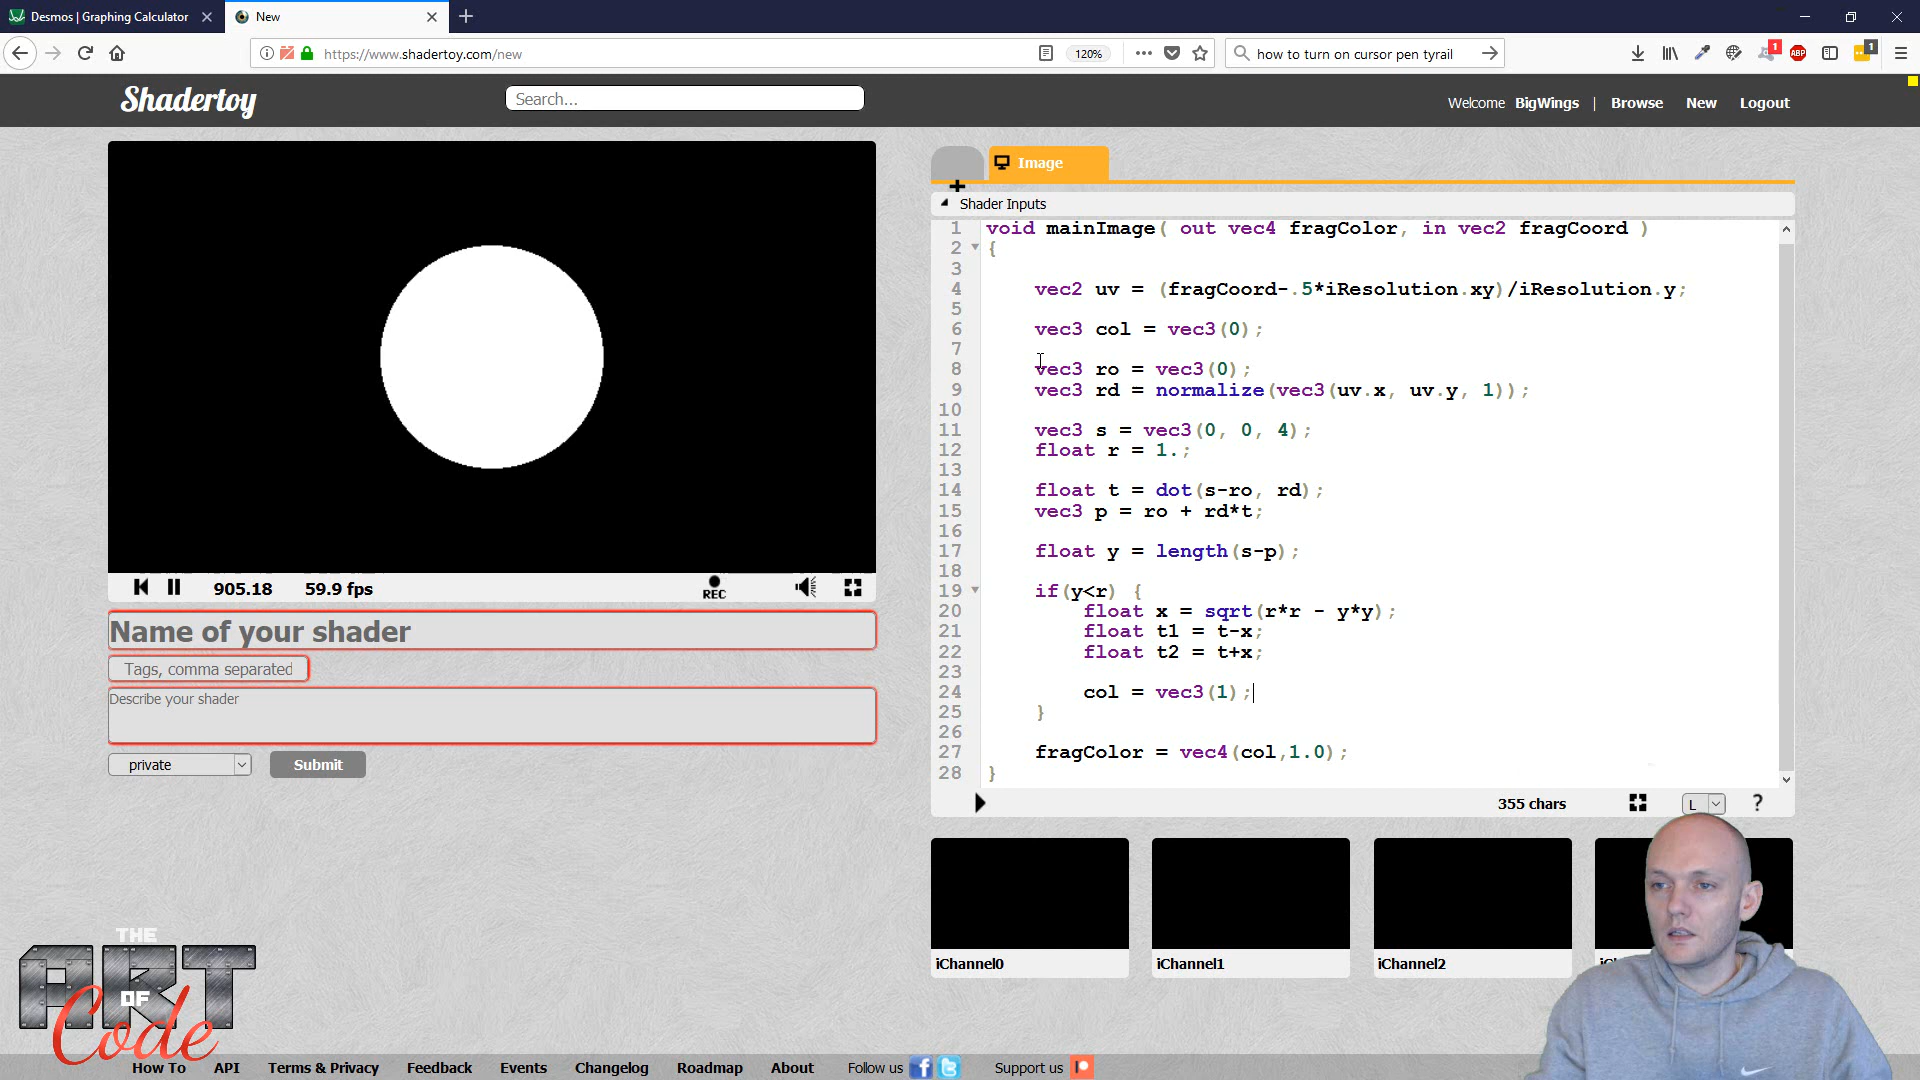 Desmos | Graphing Calculator
New
https://www.shadertoy.com/new
120%
how to turn on cursor pen tyrail
1
ABP
1
Shadertoy
Search...
Welcome BigWings | Browse New Logout
Image
Shader Inputs
1 void mainImage( out vec4 fragColor, in vec2 fragCoord )
2 {
3
4 vec2 uv = (fragCoord-.5*iResolution.xy)/iResolution.y;
5
6 vec3 col = vec3(0);
7
8 vec3 ro = vec3(0);
9 vec3 rd = normalize(vec3(uv.x, uv.y, 1));
10
11 vec3 s = vec3(0, 0, 4);
12 float r = 1.;
13
14 float t = dot(s-ro, rd);
15 vec3 p = ro + rd*t;
16
17 float y = length(s-p);
18
19 if(y<r) {
20 float x = sqrt(r*r - y*y);
21 float t1 = t-x;
22 float t2 = t+x;
23
24 col = vec3(1);
25 }
26
27 fragColor = vec4(col,1.0);
28 }
355 chars
L
?
905.18 59.9 fps
REC
Name of your shader
Tags, comma separated
Describe your shader
private
Submit
iChannel0
iChannel1
iChannel2
THE
ART
OF
Code
How To API Terms & Privacy Feedback Events Changelog Roadmap About Follow us Support us